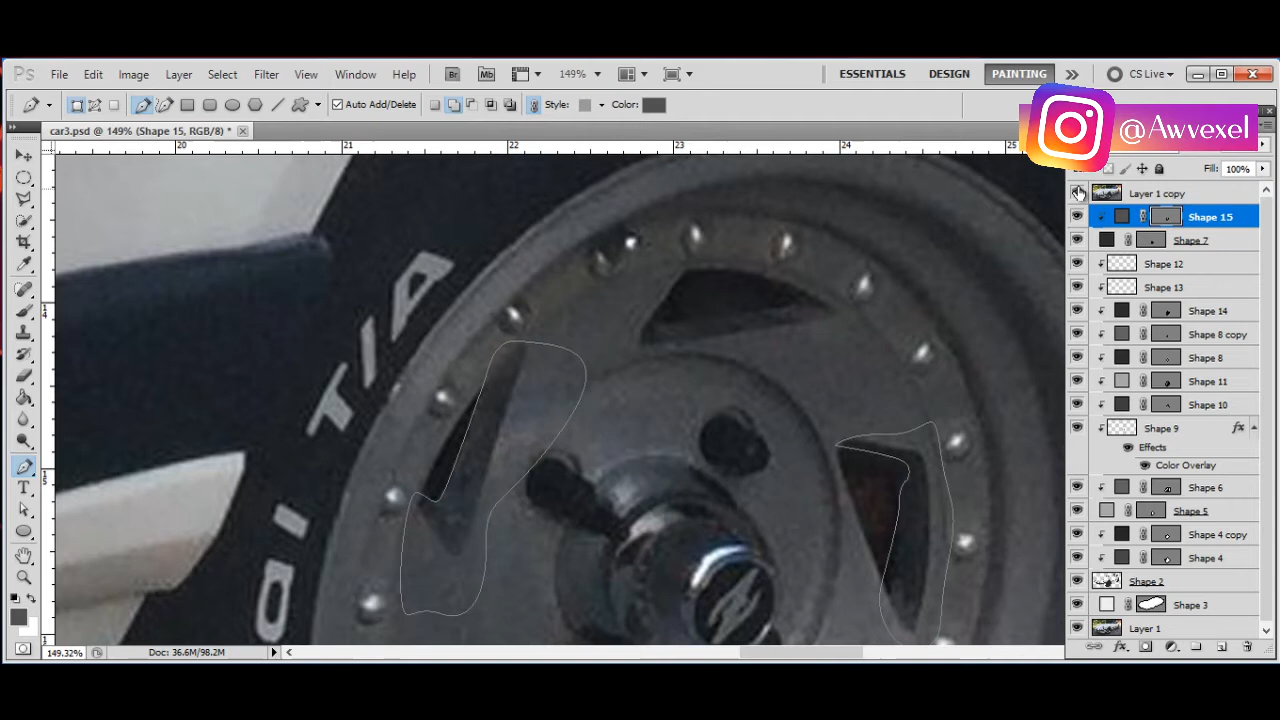 Ps File Edit Image Layer Select Filter View Window Help Br Mb 149% ESSENTIALS DESIGN PAINTING CS Live
Auto Add/Delete Style: Color:
@Awvexel
car3.psd @ 149% (Shape 15, RGB/8) *
20 21 22 23 24 25
Fill: 100%
Layer 1 copy
Shape 15
Shape 7
Shape 12
Shape 13
Shape 14
Shape 8 copy
Shape 8
Shape 11
Shape 10
Shape 9 fx
Effects
Color Overlay
Shape 6
Shape 5
Shape 4 copy
Shape 4
Shape 2
Shape 3
Layer 1
149.32% Doc: 36.6M/98.2M